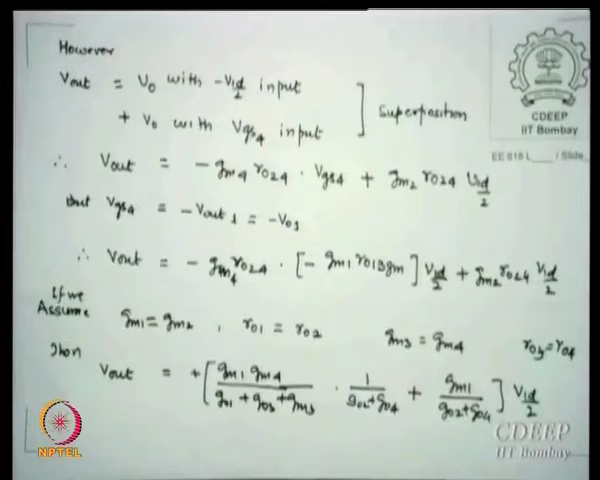 However
Vout = Vo with -Vid/2 input
+ Vo with Vgs4 input ] Superposition
∴ Vout = - gm4 ro24 · Vgs4 + gm2 ro24 Vid/2
But Vgs4 = - Vout1 = - Vo1
∴ Vout = - gm4 ro24 · [- gm1 ro13gm] Vid/2 + gm2 ro24 Vid/2
If we
Assume gm1 = gm2 , ro1 = ro2 gm3 = gm4 ro3 = ro4
Then
Vout = + [ gm1 gm4 / go1 + go3 + gm3 · 1 / go2 + go4 + gm1 / go2 + go4 ] Vid/2
CDEEP
IIT Bombay
EE 618 L____ / Slide
NPTEL
CDEEP
IIT Bombay